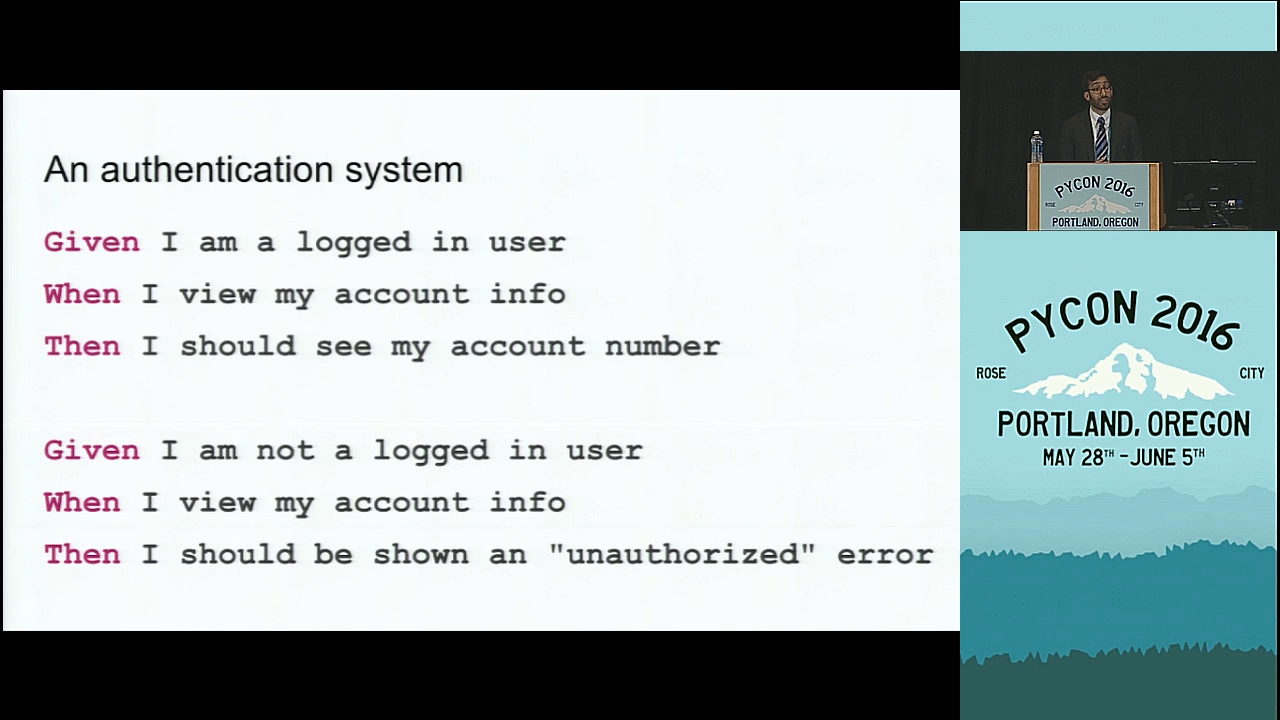 An authentication system
Given I am a logged in user
When I view my account info
Then I should see my account number
Given I am not a logged in user
When I view my account info
Then I should be shown an "unauthorized" error
PYCON 2016
ROSE CITY
PORTLAND, OREGON
PYCON 2016
ROSE CITY
PORTLAND, OREGON
MAY 28TH - JUNE 5TH